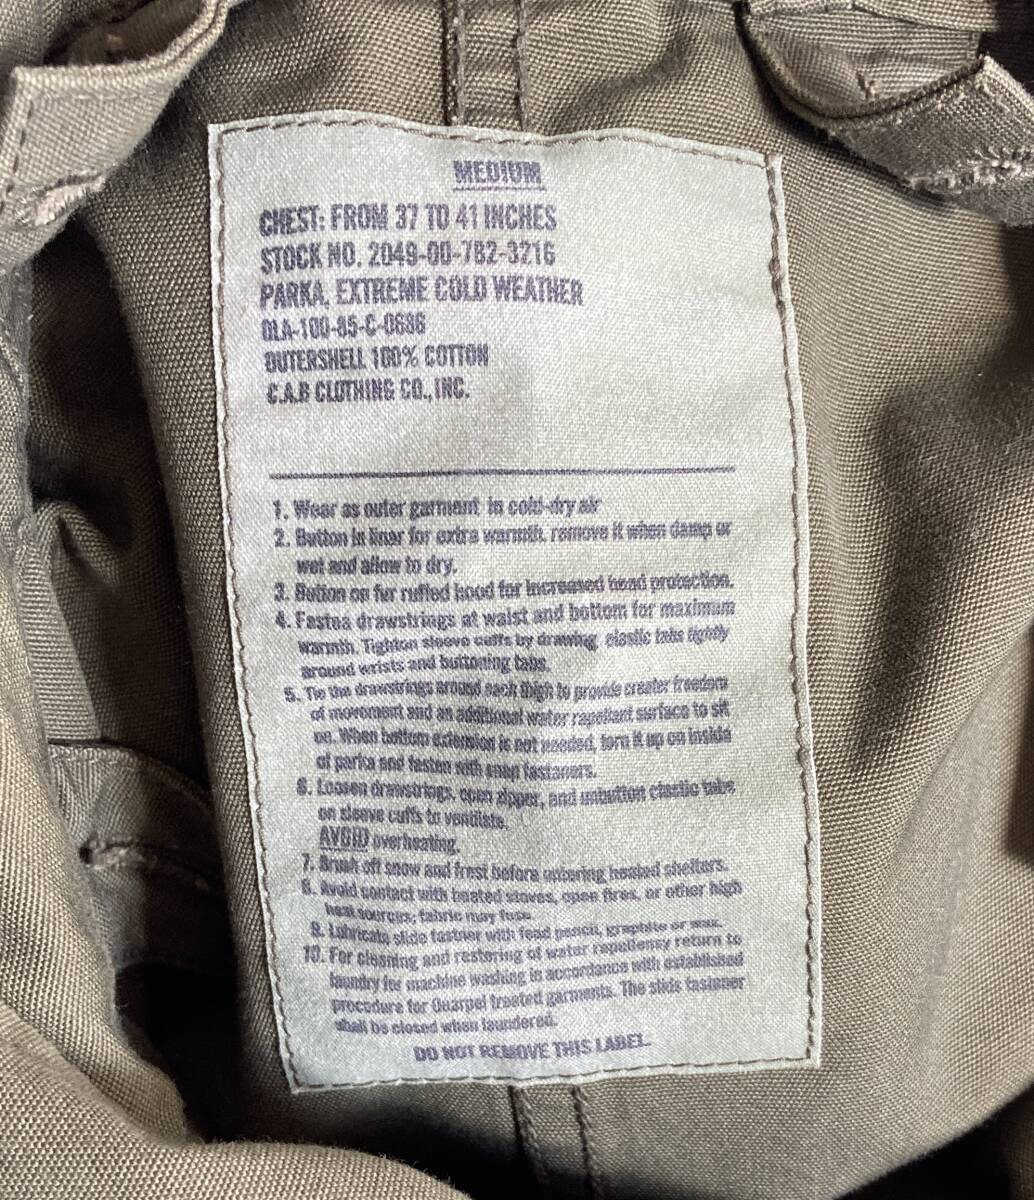 MEDIUM
CHEST: FROM 37 TO 41 INCHES
STOCK NO. 2049-00-782-3216
PARKA, EXTREME COLD WEATHER
DLA-100-85-C-0686
OUTERSHELL 100% COTTON
C.A.B CLOTHING CO., INC.
1. Wear as outer garment in cold-dry air
2. Button in liner for extra warmth, remove it when damp or
wet and allow to dry.
3. Button on fur ruffed hood for increased head protection.
4. Fastea drawstrings at waist and bottom for maximum
warmth. Tighton sleeve cuffs by drawing elastic tabs tightly
around wrists and buttoning tabs.
5. Tie the drawstrings around each thigh to provide creater freedom
of movement and an additional water rapellant surface to sit
on. When bottom extension is not needed, torn it up on inside
of parka and fasten with snap fasteners.
6. Loosen drawstrings, open zipper, and unbutton elastic tabs
on sleeve cuffs to ventilate.
AVOID overheating.
7. Brush off snow and frest before entering heated shelters.
8. Avoid contact with heated stoves, open fires, or other high
heat sources; fabric may fuse.
9. Lubricate slide fastner with lead pencil, graphite or wax.
10. For cleaning and restoring of water repellency return to
laundry for machine washing in accordance with established
procedure for Quarpel treated garments. The slide fastener
shall be closed when laundered.
DO NOT REMOVE THIS LABEL